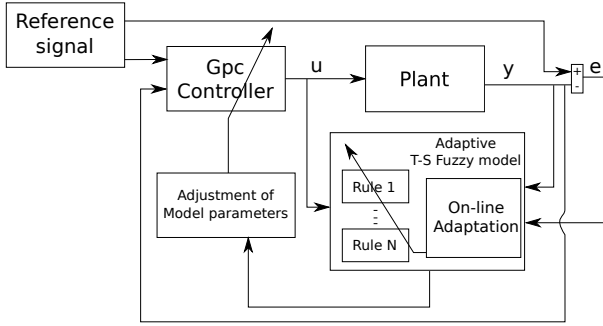 Reference
signal
Gpc
Controller
u
Plant
y
+
-
e
Adaptive
T-S Fuzzy model
Rule 1
Rule N
On-line
Adaptation
Adjustment of
Model parameters